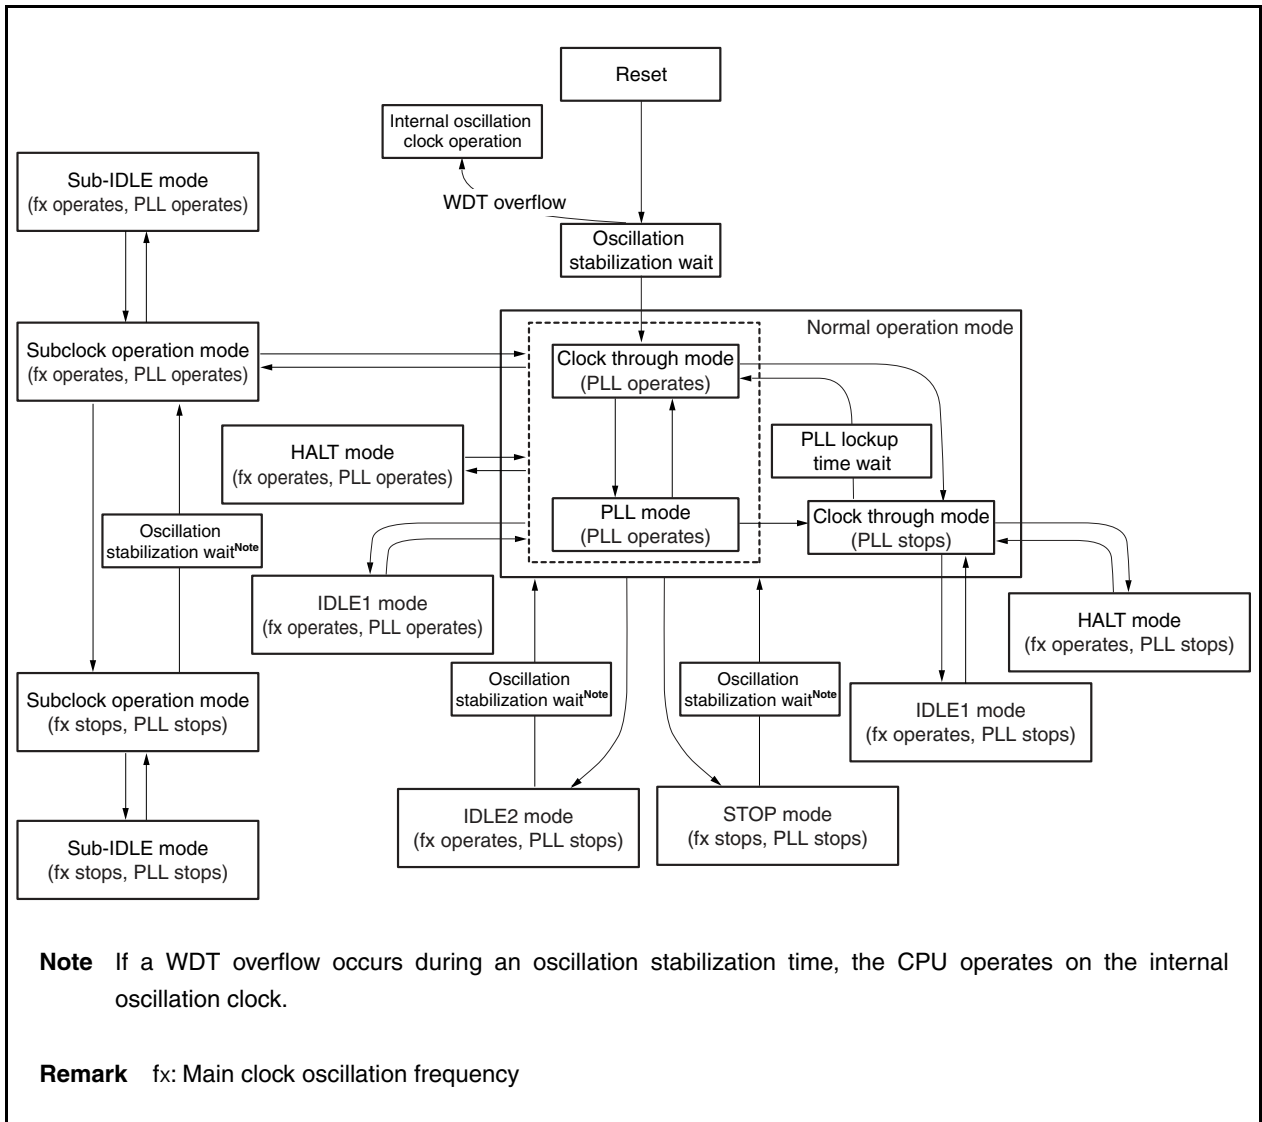 Reset
Internal oscillation
clock operation
Sub-IDLE mode
(fx operates, PLL operates)
WDT overflow
Oscillation
stabilization wait
Normal operation mode
Subclock operation mode
(fx operates, PLL operates)
Clock through mode
(PLL operates)
HALT mode
(fx operates, PLL operates)
PLL lockup
time wait
PLL mode
(PLL operates)
Clock through mode
(PLL stops)
Oscillation
stabilization waitNote
IDLE1 mode
(fx operates, PLL operates)
HALT mode
(fx operates, PLL stops)
Oscillation
stabilization waitNote
Oscillation
stabilization waitNote
Subclock operation mode
(fx stops, PLL stops)
IDLE1 mode
(fx operates, PLL stops)
IDLE2 mode
(fx operates, PLL stops)
STOP mode
(fx stops, PLL stops)
Sub-IDLE mode
(fx stops, PLL stops)
Note If a WDT overflow occurs during an oscillation stabilization time, the CPU operates on the internal
oscillation clock.
Remark fx: Main clock oscillation frequency